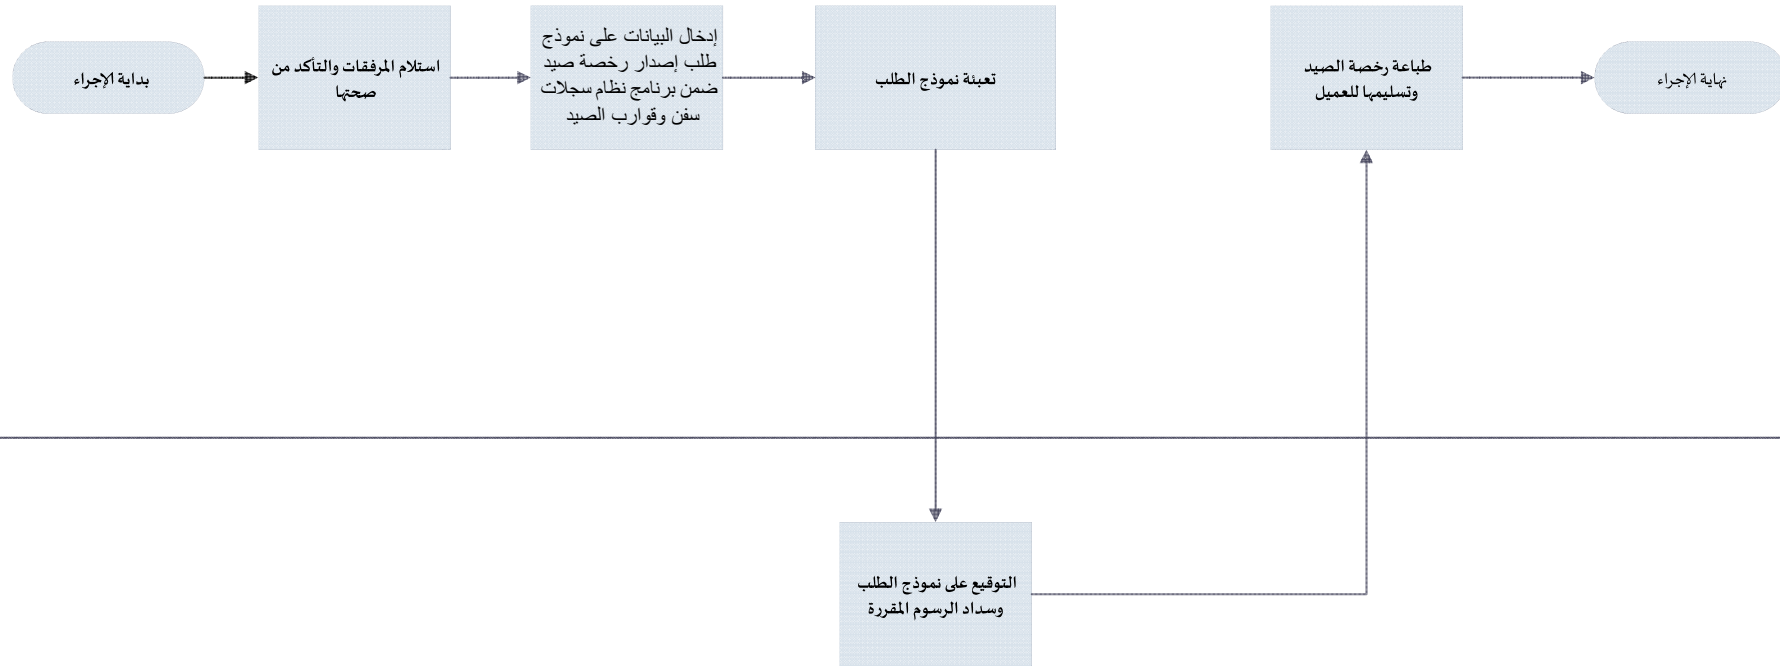 بداية الإجراء
استلام المرفقات والتأكد من
صحتها
إدخال البيانات على نموذج
طلب إصدار رخصة صيد
ضمن برنامج نظام سجلات
سفن وقوارب الصيد
تعبئة نموذج الطلب
التوقيع على نموذج الطلب
وسداد الرسوم المقررة
طباعة رخصة الصيد
وتسليمها للعميل
نهاية الإجراء